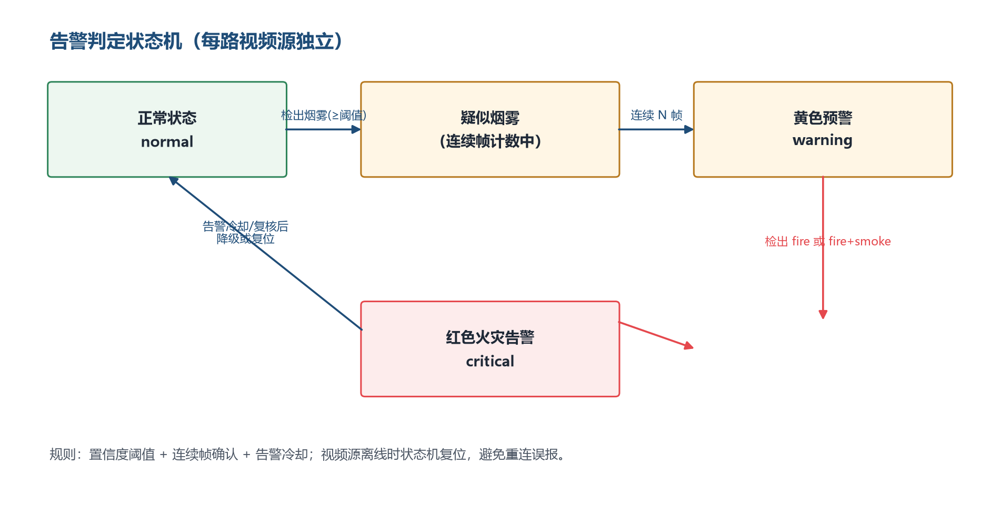 告警判定状态机（每路视频源独立）
正常状态
normal
检出烟雾(≥阈值)
疑似烟雾
(连续帧计数中)
连续 N 帧
黄色预警
warning
告警冷却/复核后
降级或复位
检出 fire 或 fire+smoke
红色火灾告警
critical
规则：置信度阈值 + 连续帧确认 + 告警冷却；视频源离线时状态机复位，避免重连误报。